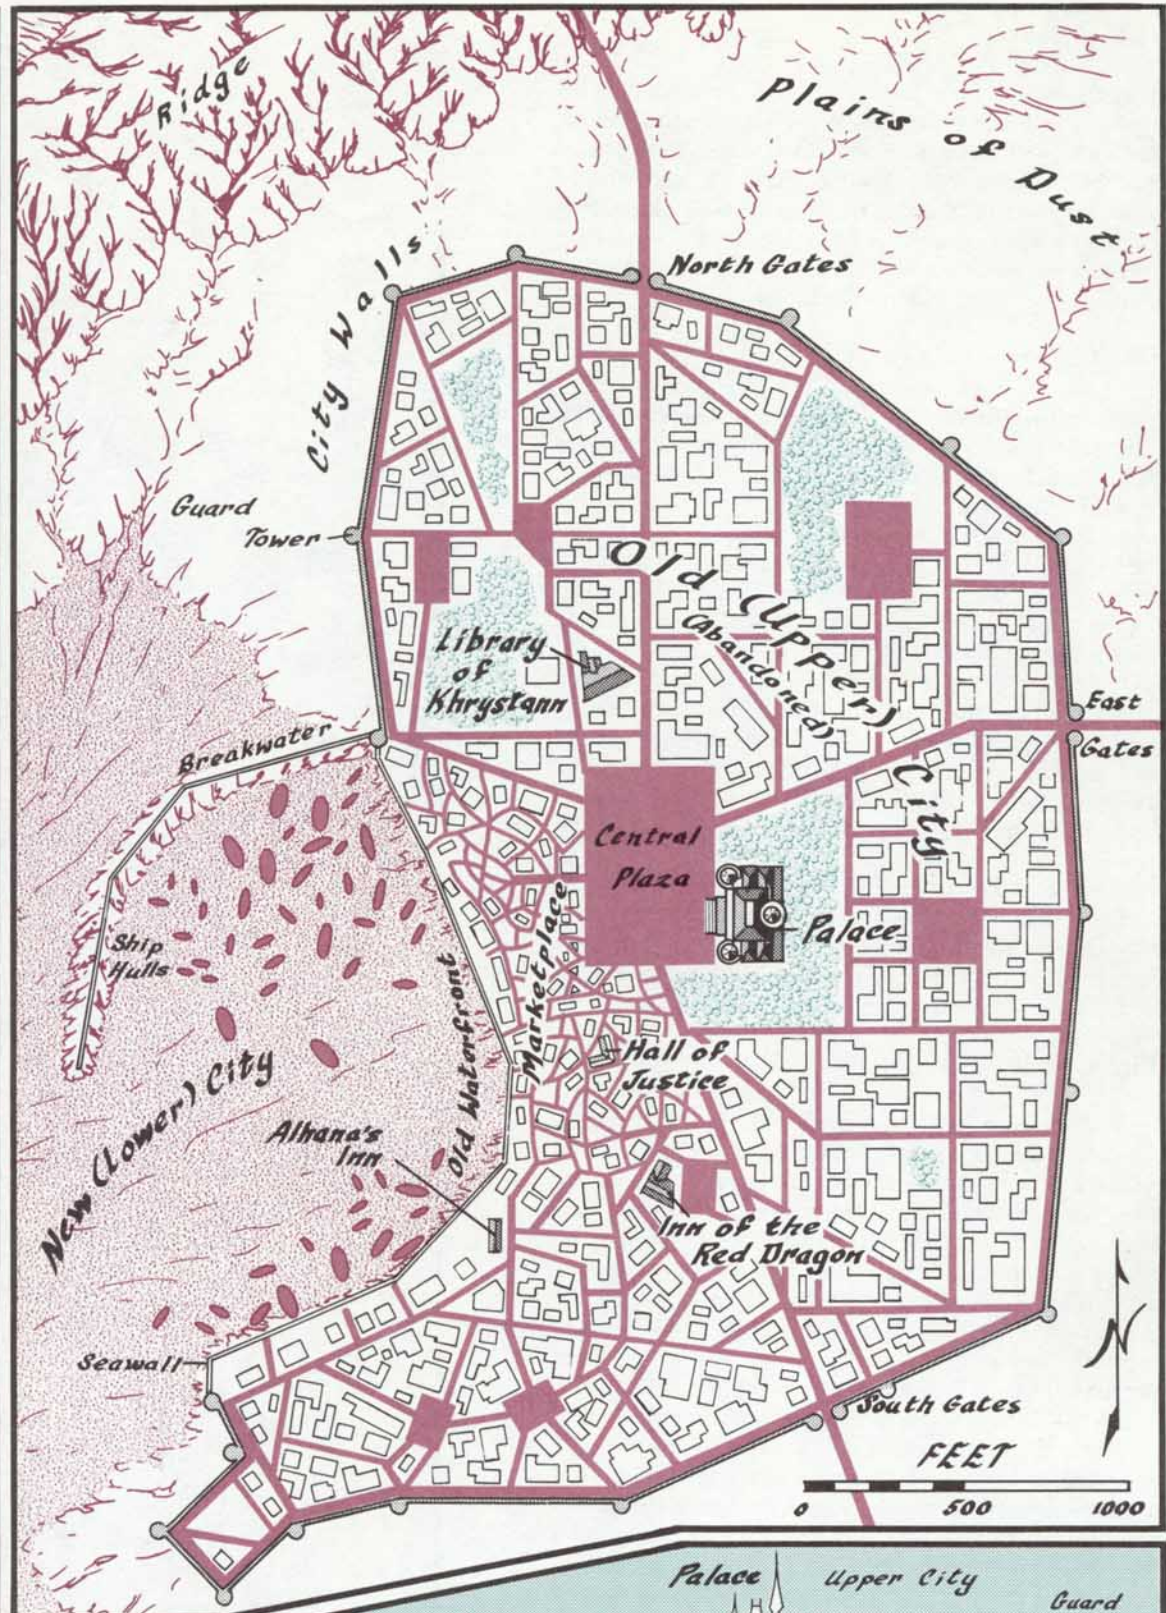 Ridge
Plains of Dust
City Walls
North Gates
Guard
Tower
Old (Upper) City
(Abandoned)
Library
of
Khrystann
East
Gates
Breakwater
Central
Plaza
Palace
Ship
Hulls
Marketplace
Old Waterfront
Hall of
Justice
New (Lower) City
Alhana's
Inn
Inn of the
Red Dragon
Seawall
South Gates
N
FEET
0 500 1000
Palace
Upper City
Guard